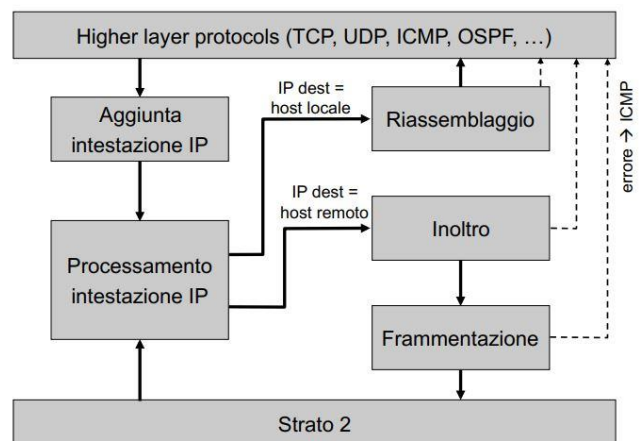 Higher layer protocols (TCP, UDP, ICMP, OSPF, ...)
Aggiunta
intestazione IP
IP dest =
host locale
Riassemblaggio
errore → ICMP
IP dest =
host remoto
Processamento
intestazione IP
Inoltro
Frammentazione
Strato 2